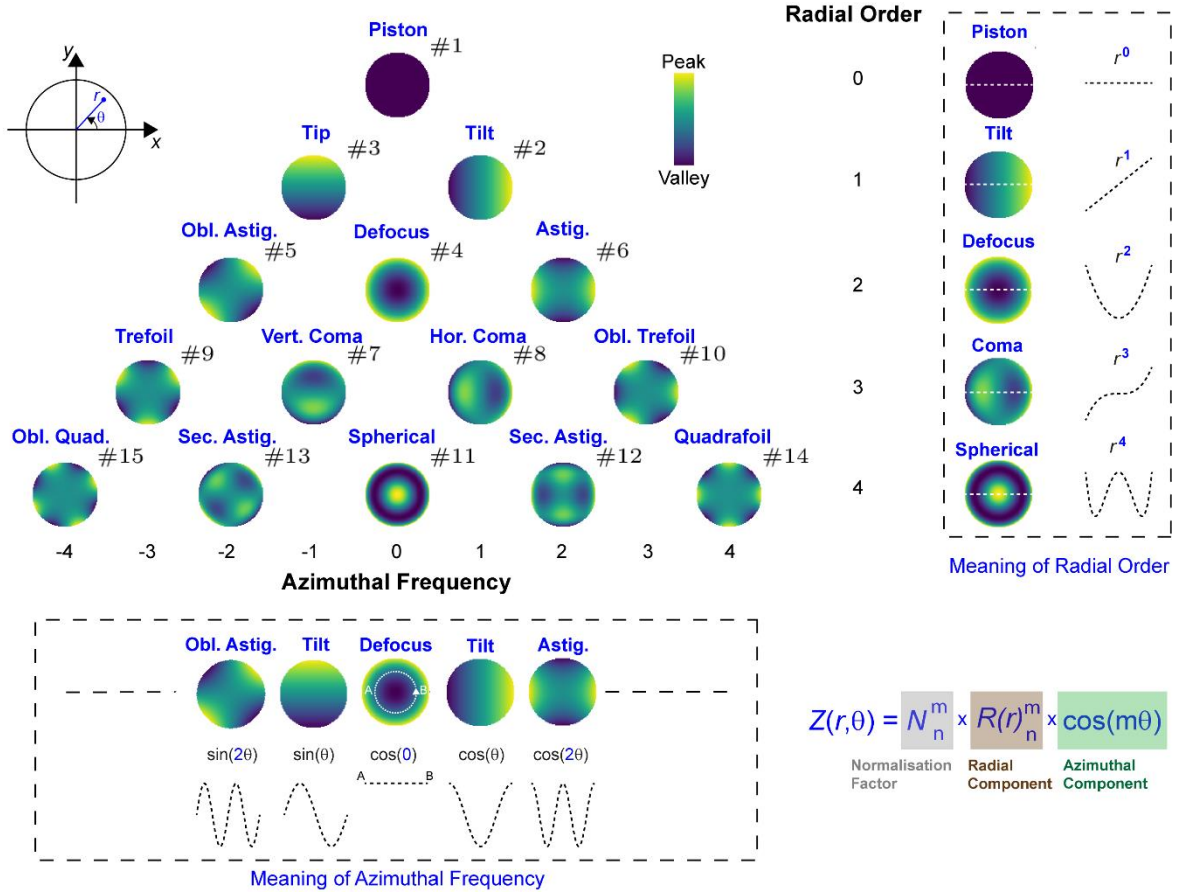 Radial Order
Piston
#1
y
r
θ
x
Peak
Valley
0
Piston
r⁰
Tip
#3
Tilt
#2
1
Tilt
r¹
Obl. Astig.
#5
Defocus
#4
Astig.
#6
2
Defocus
r²
Trefoil
#9
Vert. Coma
#7
Hor. Coma
#8
Obl. Trefoil
#10
3
Coma
r³
Obl. Quad.
#15
Sec. Astig.
#13
Spherical
#11
Sec. Astig.
#12
Quadrafoil
#14
4
Spherical
r⁴
-4 -3 -2 -1 0 1 2 3 4
Azimuthal Frequency
Meaning of Radial Order
Obl. Astig. Tilt Defocus Tilt Astig.
A B
sin(2θ) sin(θ) cos(0) cos(θ) cos(2θ)
A B
Meaning of Azimuthal Frequency
Z(r,θ) = N_n^m x R(r)_n^m x cos(mθ)
Normalisation Factor
Radial Component
Azimuthal Component